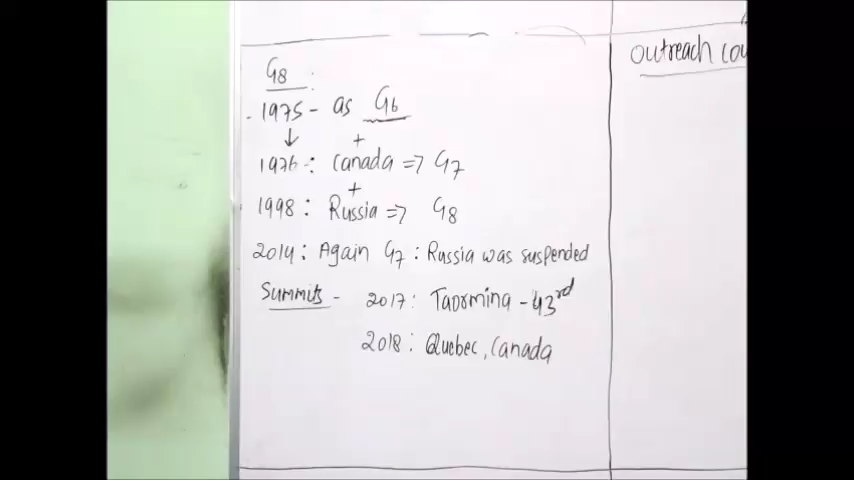 G8 :
- 1975 - as G6
↓ +
1976 : Canada => G7
+
1998 : Russia => G8
2014 : Again G7 : Russia was suspended
Summits - 2017 : Taormina - 43rd
2018 : Quebec, Canada
outreach cou